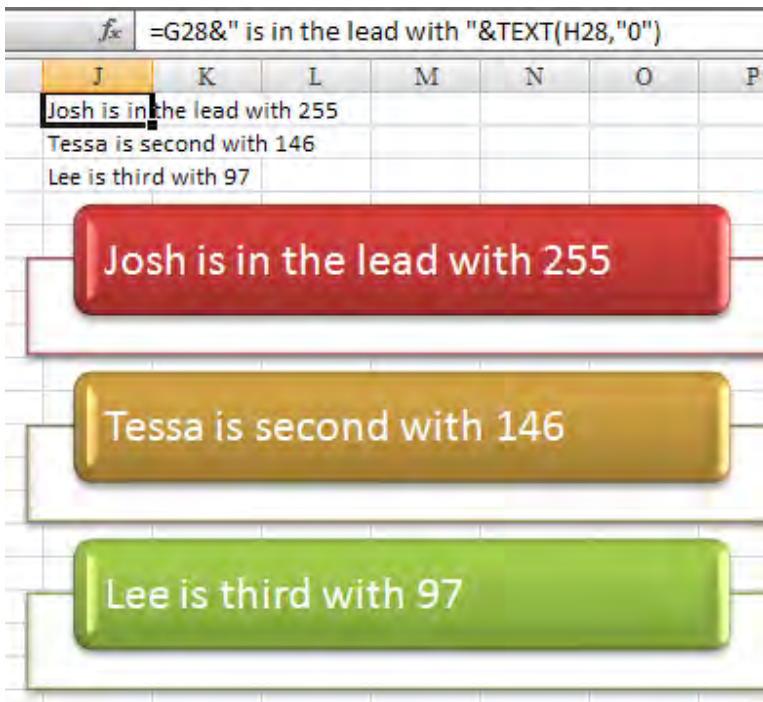 fx =G28&" is in the lead with "&TEXT(H28,"0")
J K L M N O P
Josh is in the lead with 255
Tessa is second with 146
Lee is third with 97
Josh is in the lead with 255
Tessa is second with 146
Lee is third with 97